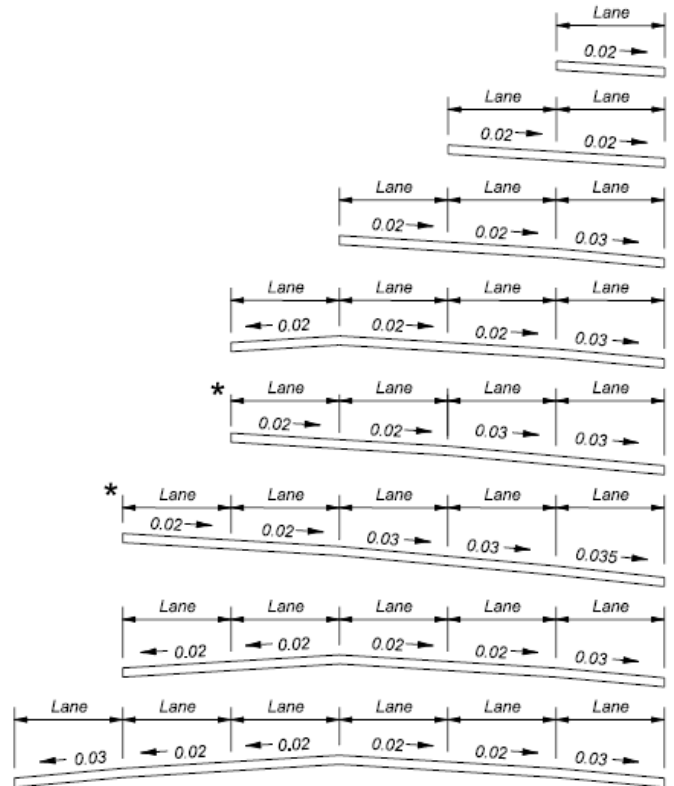 Lane
0.02
Lane Lane
0.02 0.02
Lane Lane Lane
0.02 0.02 0.03
Lane Lane Lane Lane
0.02 0.02 0.02 0.03
* Lane Lane Lane Lane
0.02 0.02 0.03 0.03
* Lane Lane Lane Lane Lane
0.02 0.02 0.03 0.03 0.035
Lane Lane Lane Lane Lane
0.02 0.02 0.02 0.02 0.03
Lane Lane Lane Lane Lane Lane
0.03 0.02 0.02 0.02 0.02 0.03